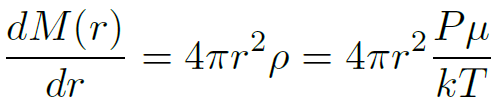 dM(r)/dr = 4πr²ρ = 4πr² Pμ/kT